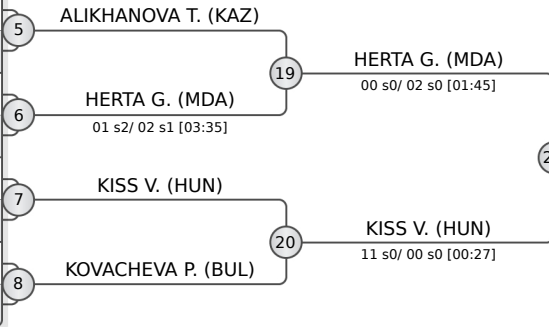 ALIKHANOVA T. (KAZ)
5
19
HERTA G. (MDA)
00 s0/ 02 s0 [01:45]
6
HERTA G. (MDA)
01 s2/ 02 s1 [03:35]
7
KISS V. (HUN)
20
KISS V. (HUN)
11 s0/ 00 s0 [00:27]
8
KOVACHEVA P. (BUL)